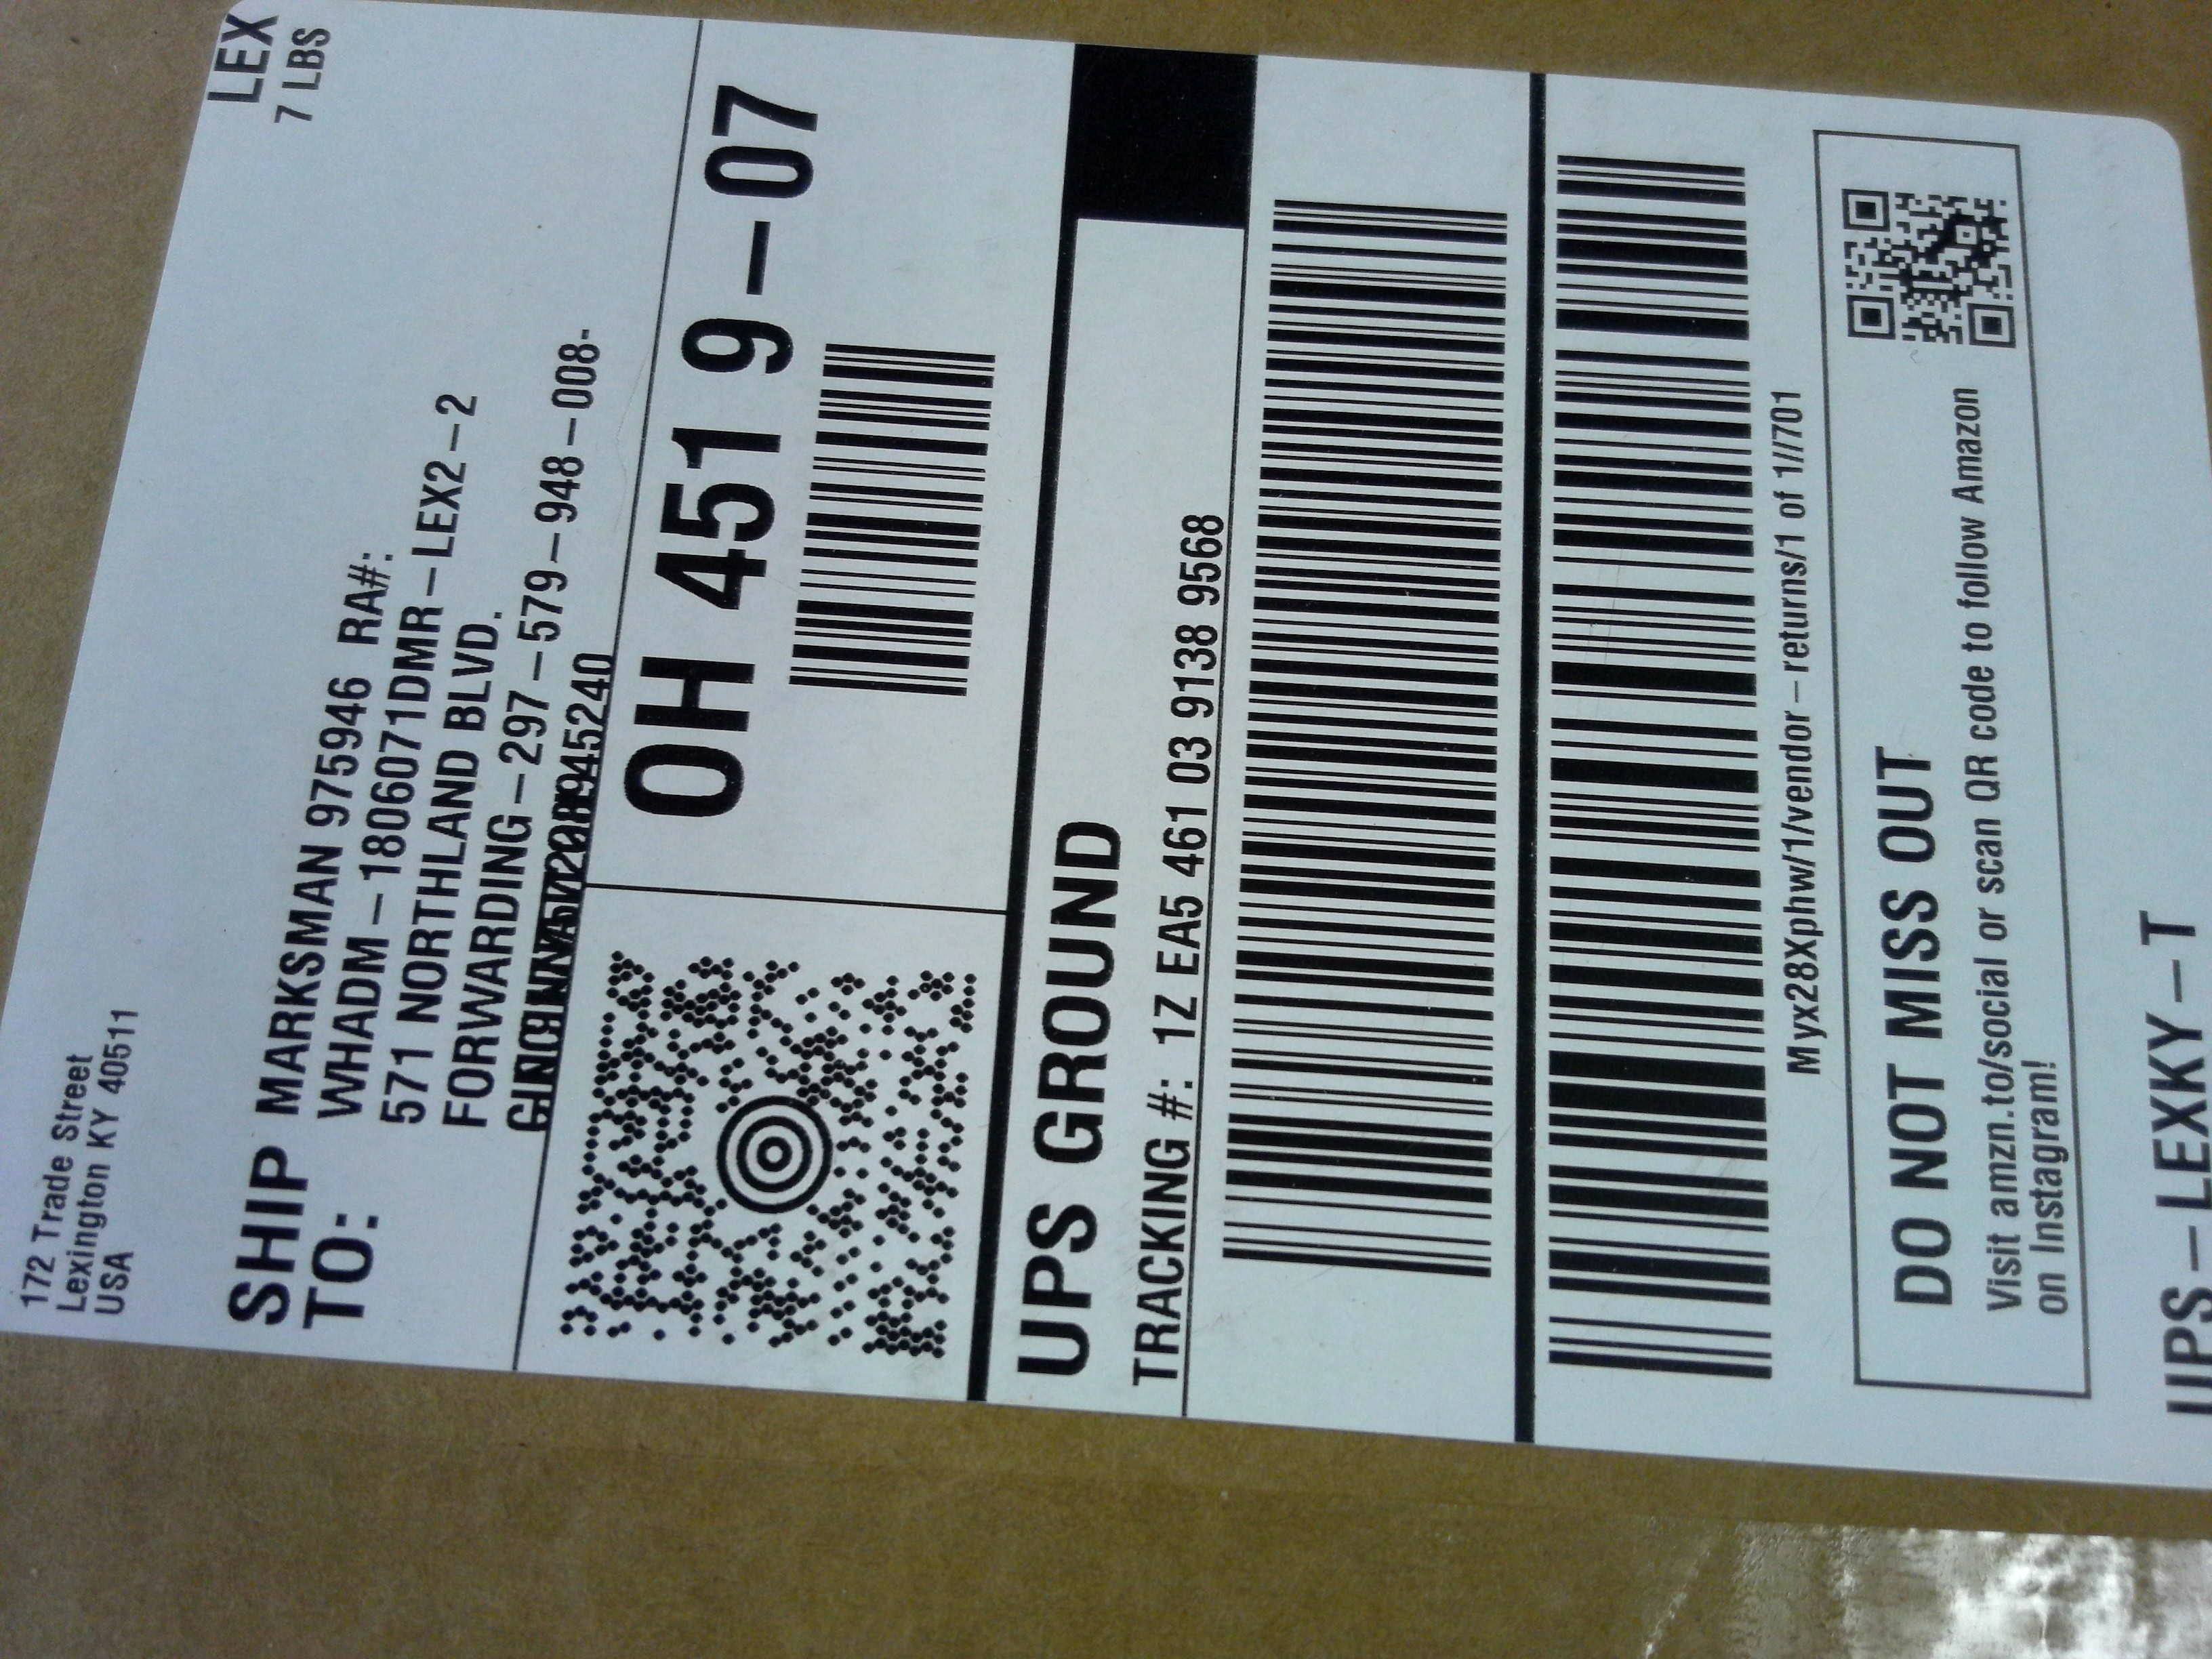 LEX
7 LBS
172 Trade Street
Lexington KY 40511
USA
SHIP
TO:
MARKSMAN 975946 RA#:
WHADM-1806071DMR-LEX2-2
571 NORTHLAND BLVD.
FORWARDING-297-579-948-008-
OH 451 9-07
UPS GROUND
TRACKING #: 1Z EA5 461 03 9138 9568
Myx28Xphw/1/vendor-returns/1 of 1//701
DO NOT MISS OUT
Visit amzn.to/social or scan QR code to follow Amazon
on Instagram!
UPS-LEXKY-T